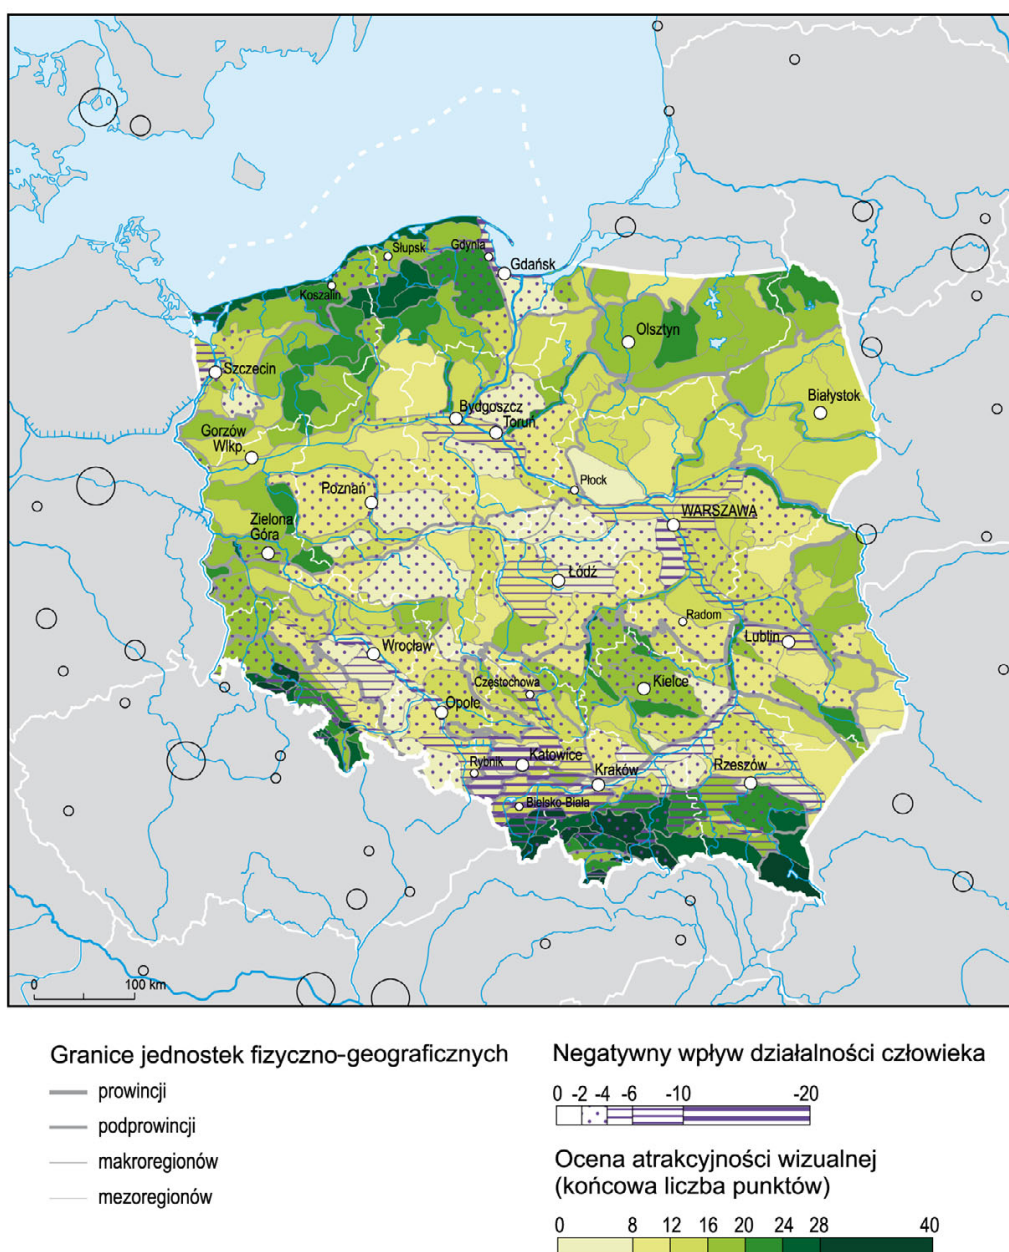 Słupsk
Gdynia
Gdańsk
Koszalin
Olsztyn
Szczecin
Białystok
Bydgoszcz
Toruń
Gorzów
Wlkp.
Płock
Poznań
WARSZAWA
Zielona
Góra
Łódź
Radom
Lublin
Wrocław
Częstochowa
Kielce
Opole
Katowice
Rybnik
Kraków
Rzeszów
Bielsko-Biała
0 100 km
Granice jednostek fizyczno-geograficznych
prowincji
podprowincji
makroregionów
mezoregionów
Negatywny wpływ działalności człowieka
0 -2 -4 -6 -10 -20
Ocena atrakcyjności wizualnej
(końcowa liczba punktów)
0 8 12 16 20 24 28 40